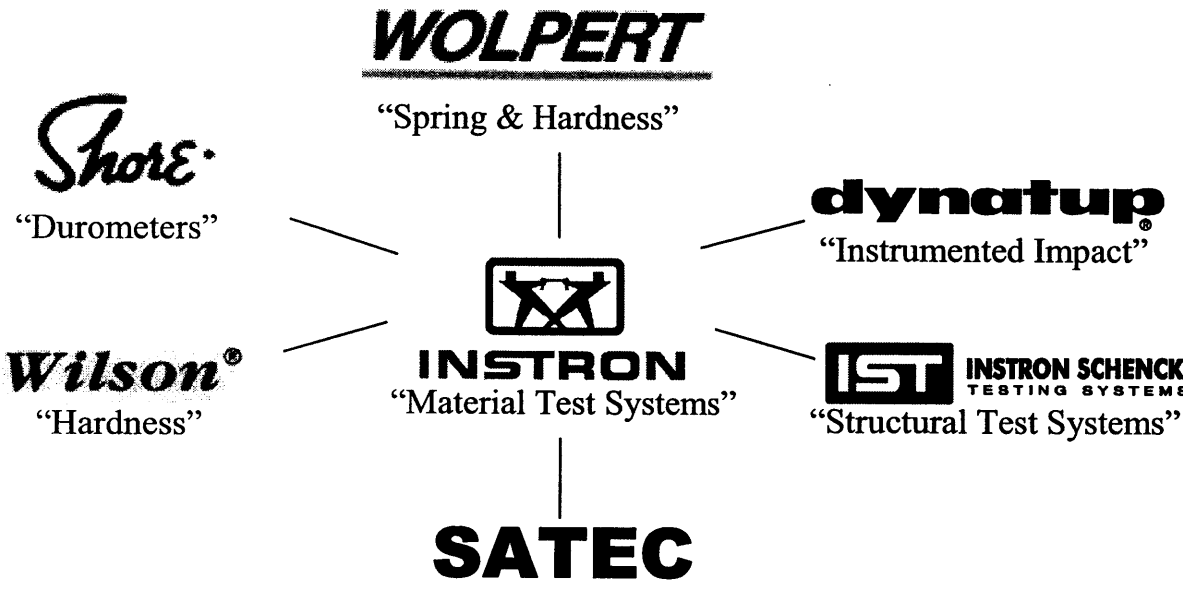 WOLPERT
“Spring & Hardness”
Shore
“Durometers”
dynatup®
“Instrumented Impact”
Wilson®
“Hardness”
INSTRON
“Material Test Systems”
IST INSTRON SCHENCK
TESTING SYSTEMS
“Structural Test Systems”
SATEC